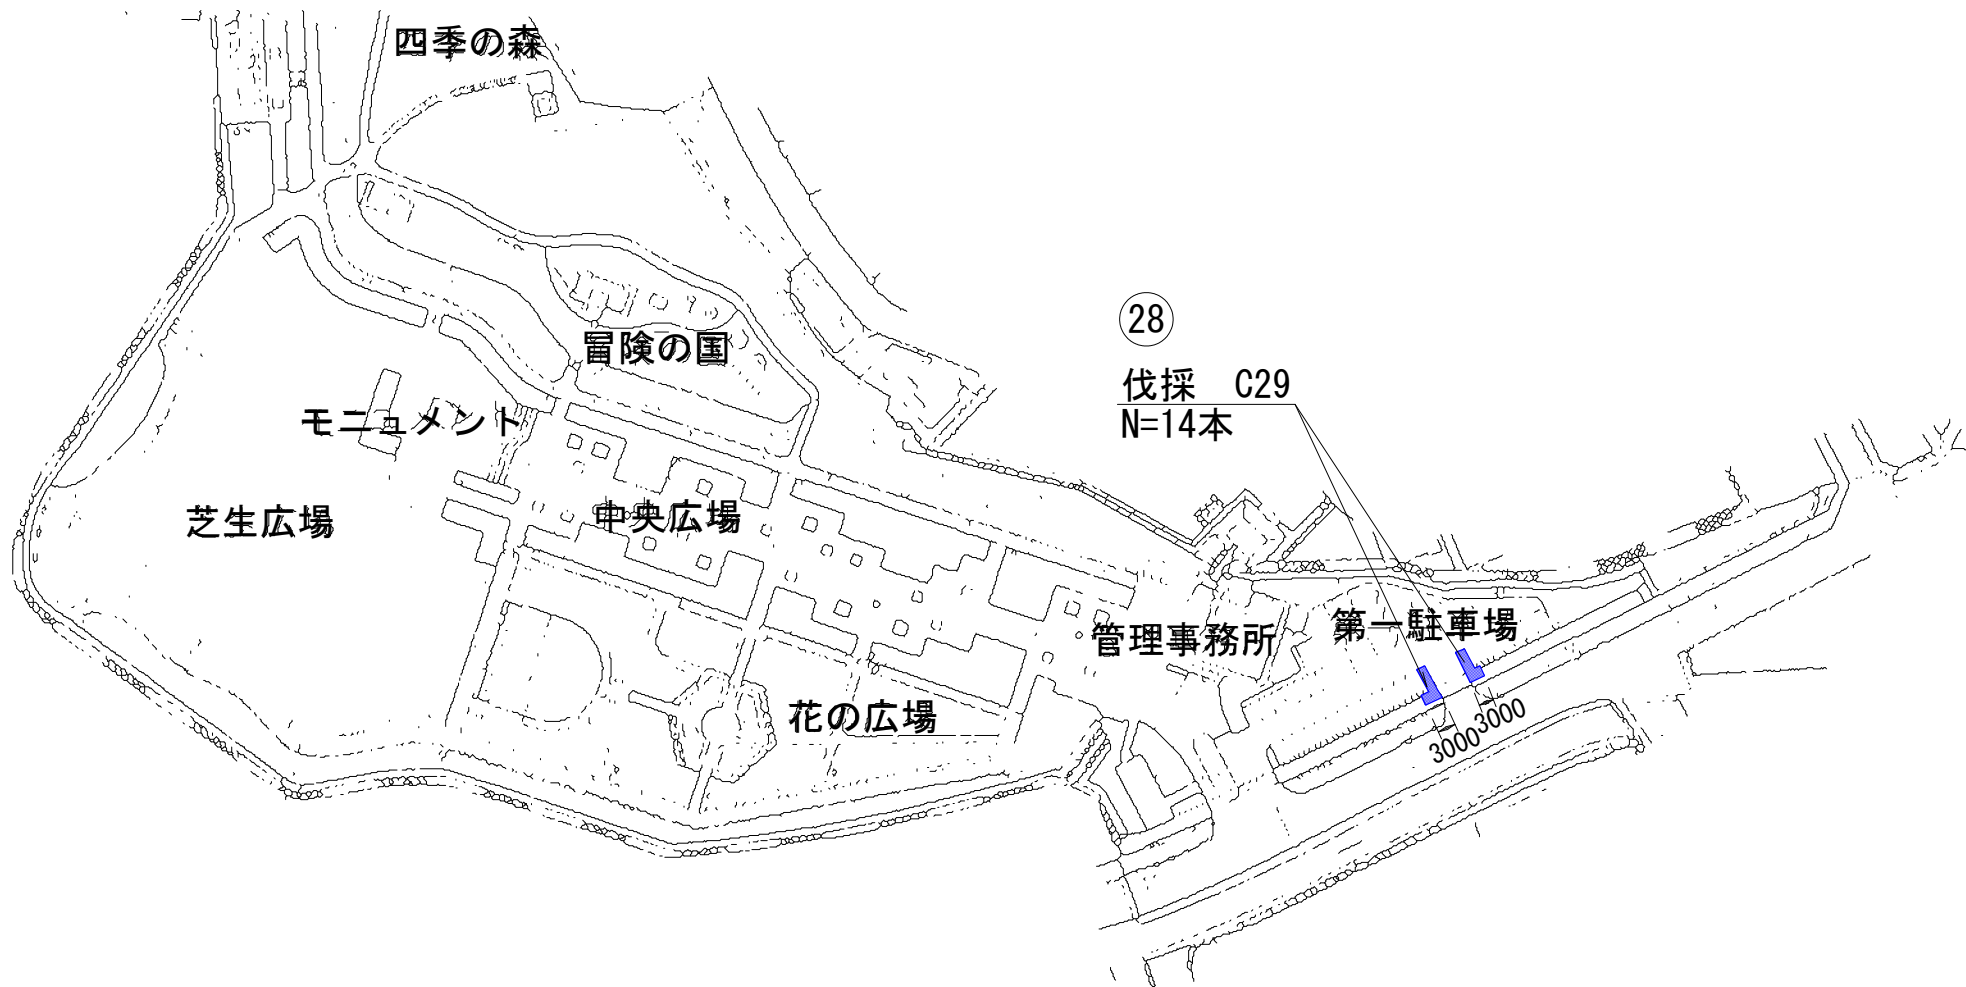 四季の森
28
冒険の国
伐採 C29
N=14本
モニュメント
芝生広場
中央広場
管理事務所
第一駐車場
花の広場
3000
3000